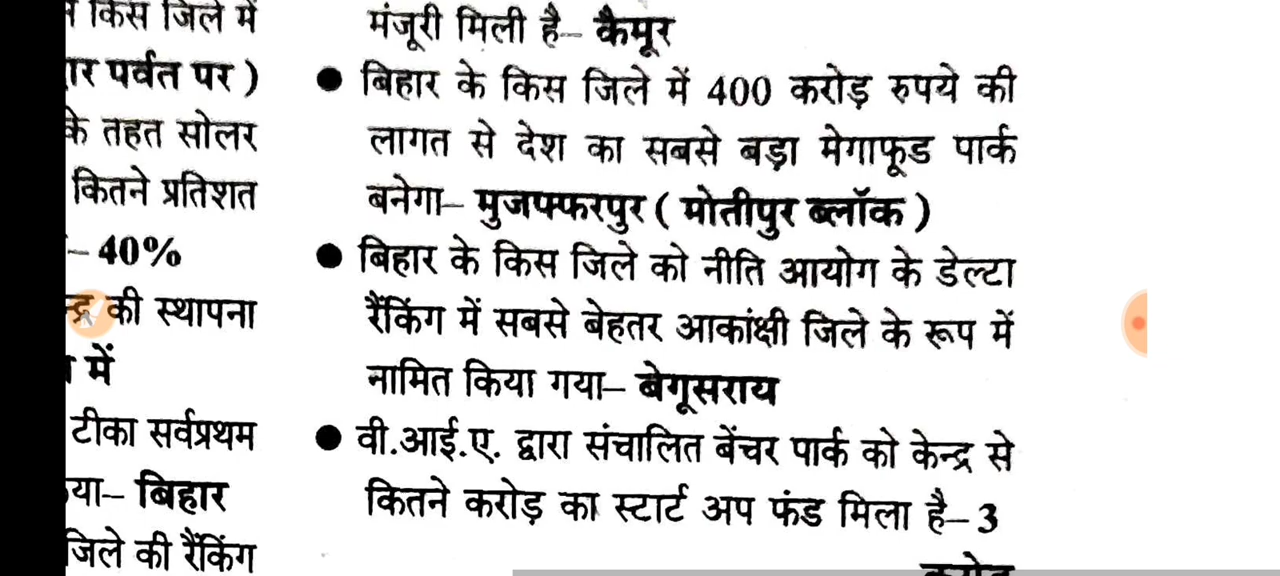 किस जिले में
पर्वत पर )
के तहत सोलर
कितने प्रतिशत
– 40%
की स्थापना
में
टीका सर्वप्रथम
– बिहार
जिले की रैंकिंग
मंजूरी मिली है– कैमूर
● बिहार के किस जिले में 400 करोड़ रुपये की
लागत से देश का सबसे बड़ा मेगाफूड पार्क
बनेगा– मुजफ्फरपुर ( मोतीपुर ब्लॉक )
● बिहार के किस जिले को नीति आयोग के डेल्टा
रैंकिंग में सबसे बेहतर आकांक्षी जिले के रूप में
नामित किया गया– बेगूसराय
● वी.आई.ए. द्वारा संचालित बेंचर पार्क को केन्द्र से
कितने करोड़ का स्टार्ट अप फंड मिला है– 3